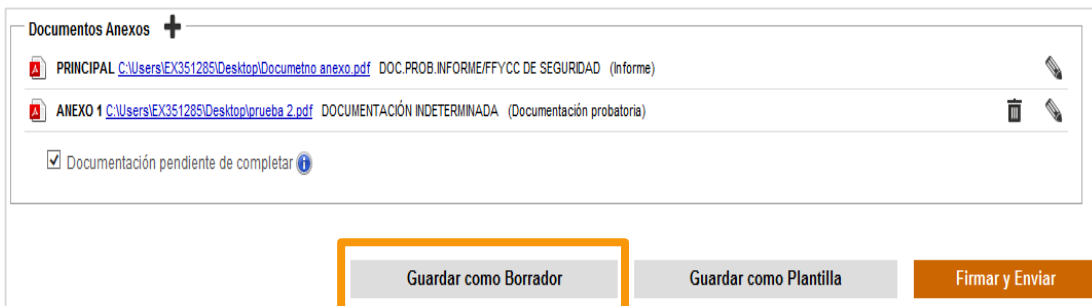 Documentos Anexos
PRINCIPAL C:\Users\EX351285\Desktop\Documetno anexo.pdf DOC.PROB.INFORME/FFYCC DE SEGURIDAD (Informe)
ANEXO 1 C:\Users\EX351285\Desktop\prueba 2.pdf DOCUMENTACIÓN INDETERMINADA (Documentación probatoria)
Documentación pendiente de completar
Guardar como Borrador Guardar como Plantilla Firmar y Enviar